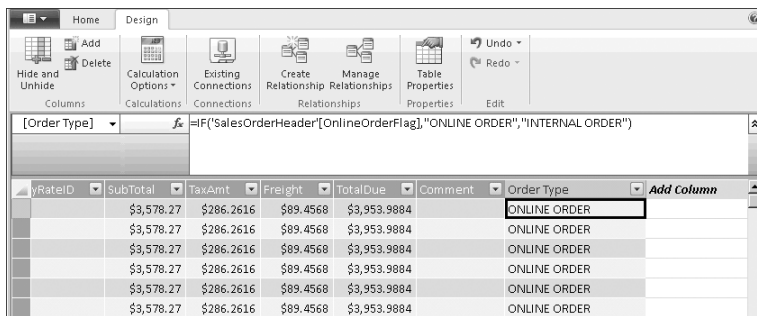 Home Design
Hide and Unhide
Add
Delete
Calculation Options
Existing Connections
Create Relationship
Manage Relationships
Table Properties
Undo
Redo
Columns Calculations Connections Relationships Properties Edit
[Order Type] fx =IF('SalesOrderHeader'[OnlineOrderFlag],"ONLINE ORDER","INTERNAL ORDER")
yRateID SubTotal TaxAmt Freight TotalDue Comment Order Type Add Column
$3,578.27 $286.2616 $89.4568 $3,953.9884 ONLINE ORDER
$3,578.27 $286.2616 $89.4568 $3,953.9884 ONLINE ORDER
$3,578.27 $286.2616 $89.4568 $3,953.9884 ONLINE ORDER
$3,578.27 $286.2616 $89.4568 $3,953.9884 ONLINE ORDER
$3,578.27 $286.2616 $89.4568 $3,953.9884 ONLINE ORDER
$3,578.27 $286.2616 $89.4568 $3,953.9884 ONLINE ORDER